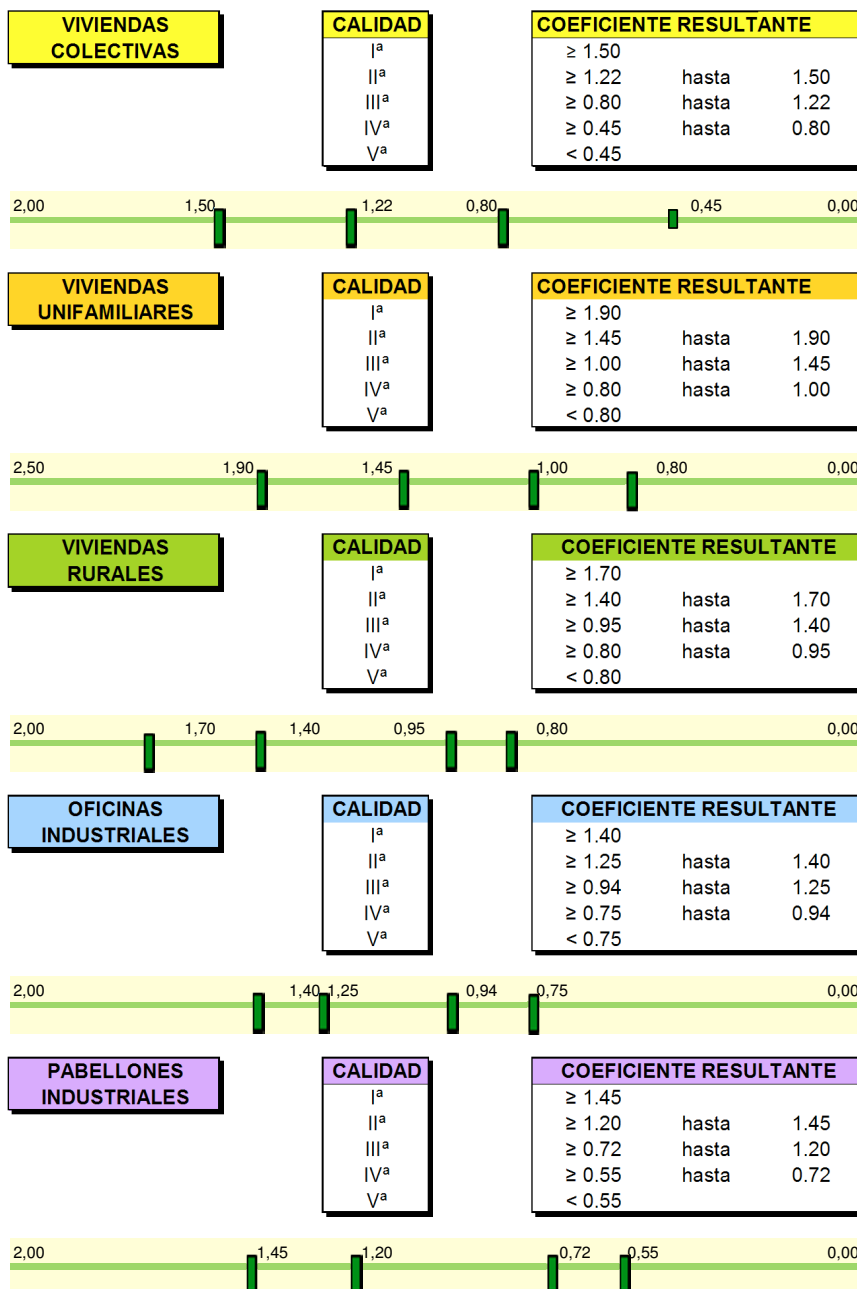 VIVIENDAS COLECTIVAS CALIDAD COEFICIENTE RESULTANTE
Iª ≥ 1.50
IIª ≥ 1.22 hasta 1.50
IIIª ≥ 0.80 hasta 1.22
IVª ≥ 0.45 hasta 0.80
Vª < 0.45
2,00 1,50 1,22 0,80 0,45 0,00
VIVIENDAS UNIFAMILIARES CALIDAD COEFICIENTE RESULTANTE
Iª ≥ 1.90
IIª ≥ 1.45 hasta 1.90
IIIª ≥ 1.00 hasta 1.45
IVª ≥ 0.80 hasta 1.00
Vª < 0.80
2,50 1,90 1,45 1,00 0,80 0,00
VIVIENDAS RURALES CALIDAD COEFICIENTE RESULTANTE
Iª ≥ 1.70
IIª ≥ 1.40 hasta 1.70
IIIª ≥ 0.95 hasta 1.40
IVª ≥ 0.80 hasta 0.95
Vª < 0.80
2,00 1,70 1,40 0,95 0,80 0,00
OFICINAS INDUSTRIALES CALIDAD COEFICIENTE RESULTANTE
Iª ≥ 1.40
IIª ≥ 1.25 hasta 1.40
IIIª ≥ 0.94 hasta 1.25
IVª ≥ 0.75 hasta 0.94
Vª < 0.75
2,00 1,40 1,25 0,94 0,75 0,00
PABELLONES INDUSTRIALES CALIDAD COEFICIENTE RESULTANTE
Iª ≥ 1.45
IIª ≥ 1.20 hasta 1.45
IIIª ≥ 0.72 hasta 1.20
IVª ≥ 0.55 hasta 0.72
Vª < 0.55
2,00 1,45 1,20 0,72 0,55 0,00